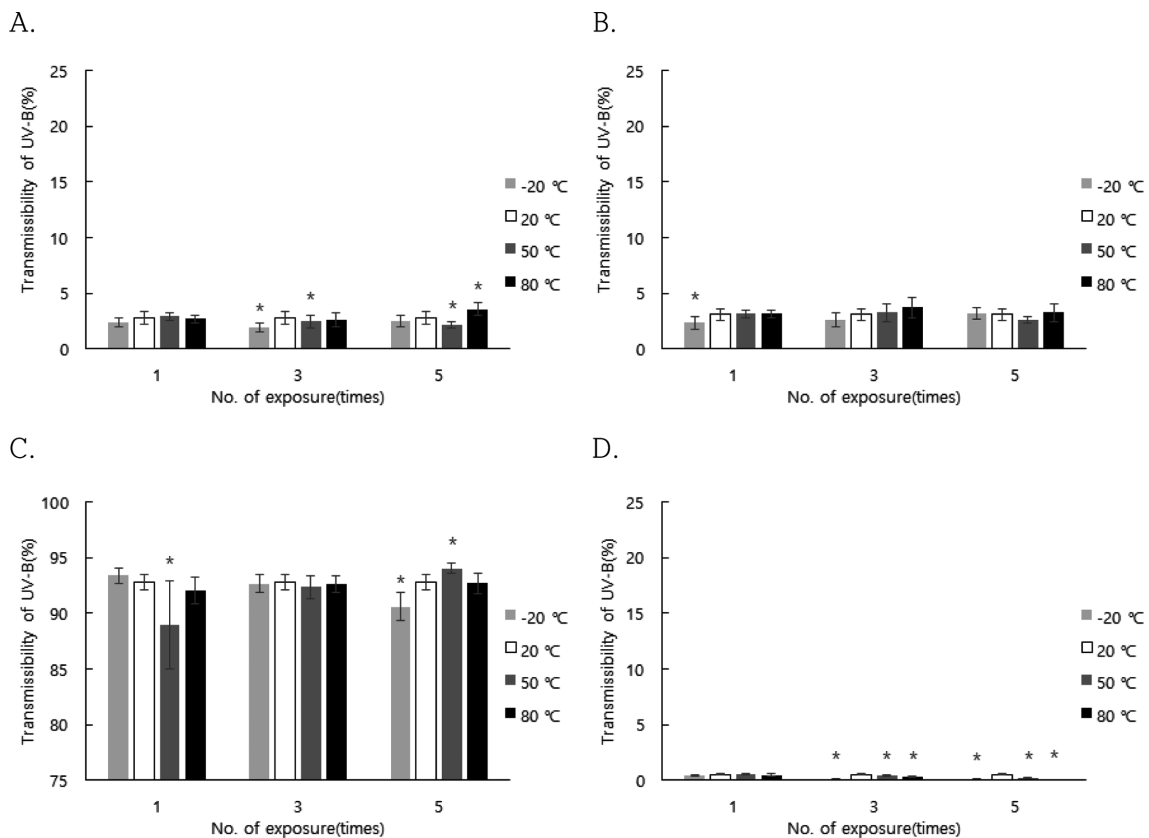 A.
Transmissibility of UV-B(%)
25
20
15
10
5
0
* * * *
1 3 5
No. of exposure(times)
-20 ℃
20 ℃
50 ℃
80 ℃
B.
Transmissibility of UV-B(%)
25
20
15
10
5
0
*
1 3 5
No. of exposure(times)
-20 ℃
20 ℃
50 ℃
80 ℃
C.
Transmissibility of UV-B(%)
100
95
90
85
80
75
* * *
1 3 5
No. of exposure(times)
-20 ℃
20 ℃
50 ℃
80 ℃
D.
Transmissibility of UV-B(%)
25
20
15
10
5
0
* * * * * *
1 3 5
No. of exposure(times)
-20 ℃
20 ℃
50 ℃
80 ℃